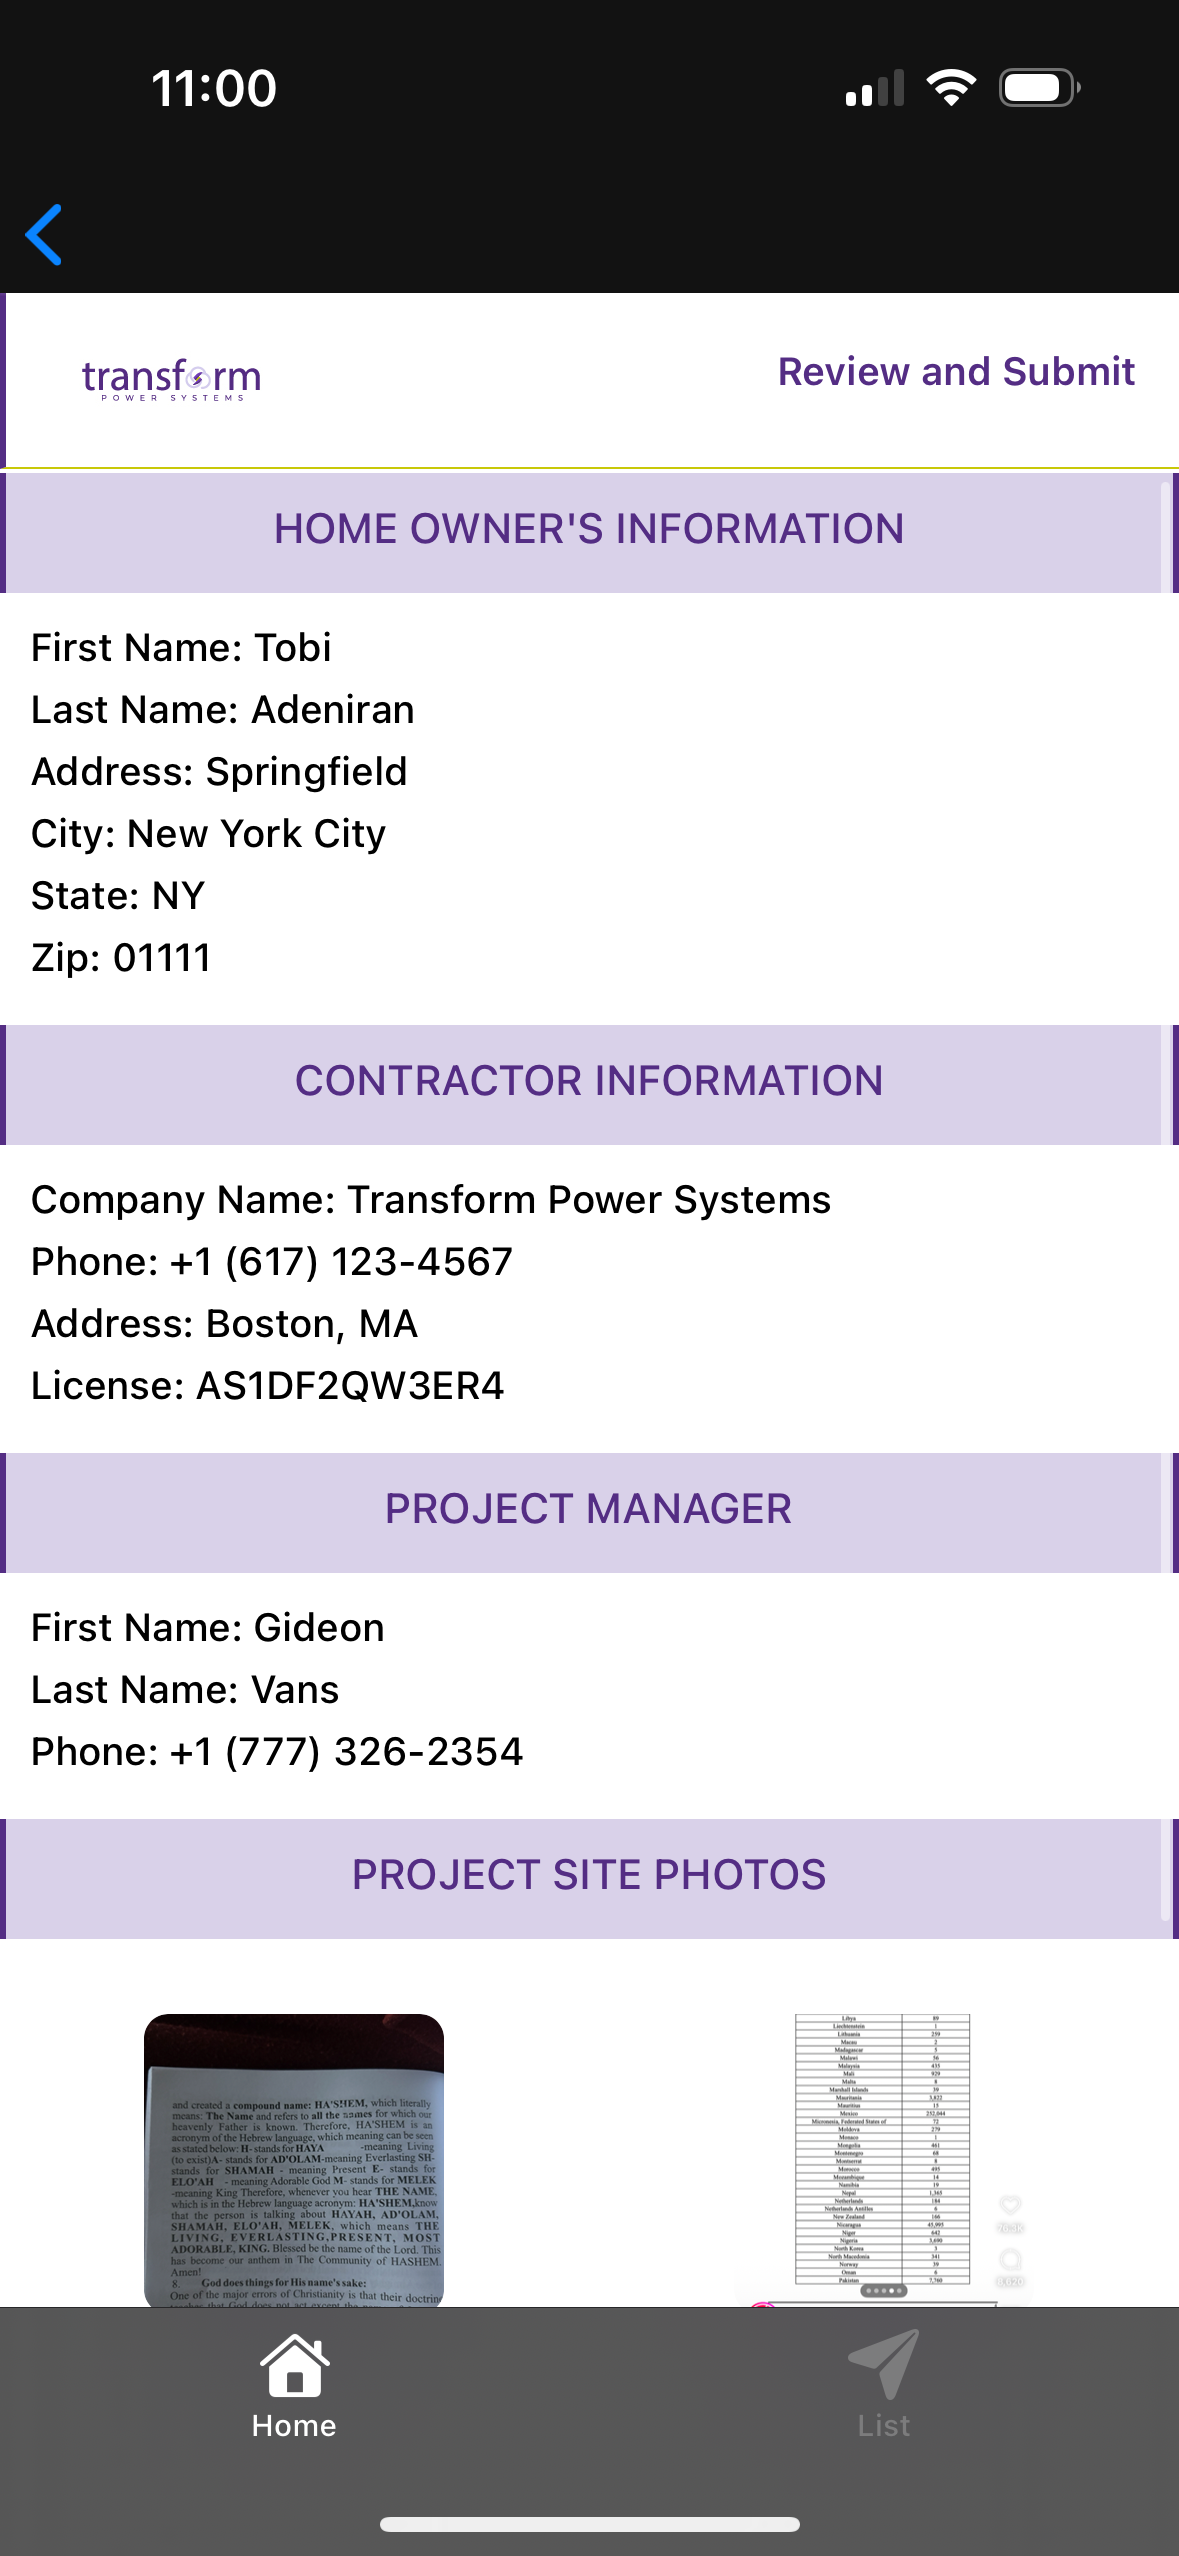 11:00
transform
POWER SYSTEMS
Review and Submit
HOME OWNER'S INFORMATION
First Name: Tobi
Last Name: Adeniran
Address: Springfield
City: New York City
State: NY
Zip: 01111
CONTRACTOR INFORMATION
Company Name: Transform Power Systems
Phone: +1 (617) 123-4567
Address: Boston, MA
License: AS1DF2QW3ER4
PROJECT MANAGER
First Name: Gideon
Last Name: Vans
Phone: +1 (777) 326-2354
PROJECT SITE PHOTOS
and created a compound name: HA'SHEM, which literally
means: The Name and refers to all the names for which our
heavenly Father is known. Therefore, HA'SHEM is an
acronym of the Hebrew language, which meaning can be seen
as stated below: H- stands for HAYA -meaning Living
(to exist)A- stands for AD'OLAM-meaning Everlasting SH-
stands for SHAMAH - meaning Present E- stands for
ELO'AH - meaning Adorable God M- stands for MELEK
-meaning King Therefore, whenever you hear THE NAME,
which is in the Hebrew language acronym: HA'SHEM,know
that the person is talking about HAYAH, AD'OLAM,
SHAMAH, ELO'AH, MELEK, which means THE
LIVING, EVERLASTING,PRESENT, MOST
ADORABLE, KING. Blessed be the name of the Lord. This
has become our anthem in The Community of HASHEM.
Amen!
8. God does things for His name's sake:
One of the major errors of Christianity is that their doctrin
teaches that God does not act except the
Libya 89
Liechtenstein 1
Lithuania 259
Macau 2
Madagascar 5
Malawi 56
Malaysia 435
Mali 929
Malta 8
Marshall Islands 39
Mauritania 3,822
Mauritius 15
Mexico 252,044
Micronesia, Federated States of 72
Moldova 279
Monaco 1
Mongolia 461
Montenegro 68
Montserrat 8
Morocco 495
Mozambique 14
Namibia 19
Nepal 1,365
Netherlands 184
Netherlands Antilles 6
New Zealand 166
Nicaragua 45,995
Niger 642
Nigeria 3,690
North Korea 3
North Macedonia 341
Norway 39
Oman 6
Pakistan 7,760
Home
List